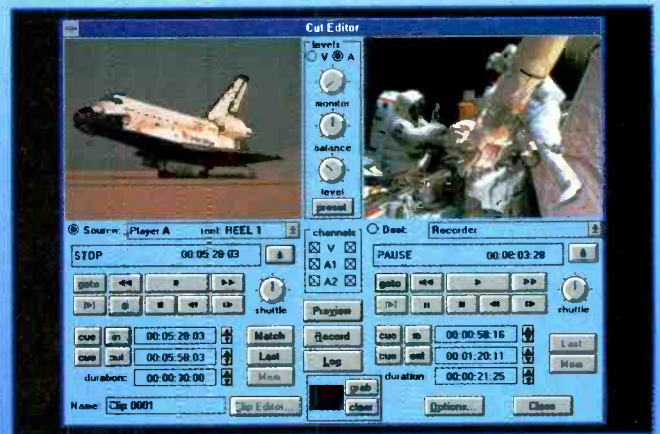 Cut Editor
levels
V A
monitor
balance
level
preset
Source: Player A reel: REEL 1
channels
Dest: Recorder
STOP 00:05:28:03
V
A1
A2
PAUSE 00:02:03:28
goto
shuttle
goto
shuttle
Preview
Record
Log
cue in 00:05:28:03
cue out 00:05:58:03
duration: 00:00:30:00
Match
Last
Mem
cue in 00:00:58:16
cue out 00:01:20:11
duration 00:00:21:25
Last
Mem
Name: Clip 0001
Clip Editor...
grab
clear
Options...
Close